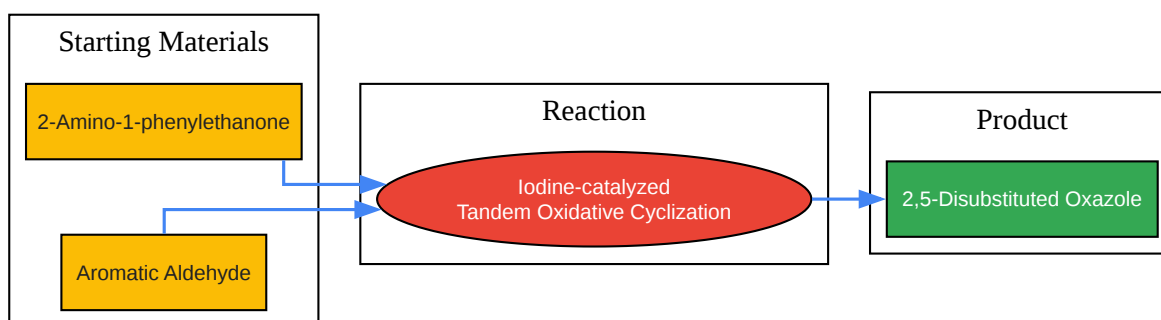 Starting Materials
2-Amino-1-phenylethanone
Aromatic Aldehyde
Reaction
Iodine-catalyzed
Tandem Oxidative Cyclization
Product
2,5-Disubstituted Oxazole